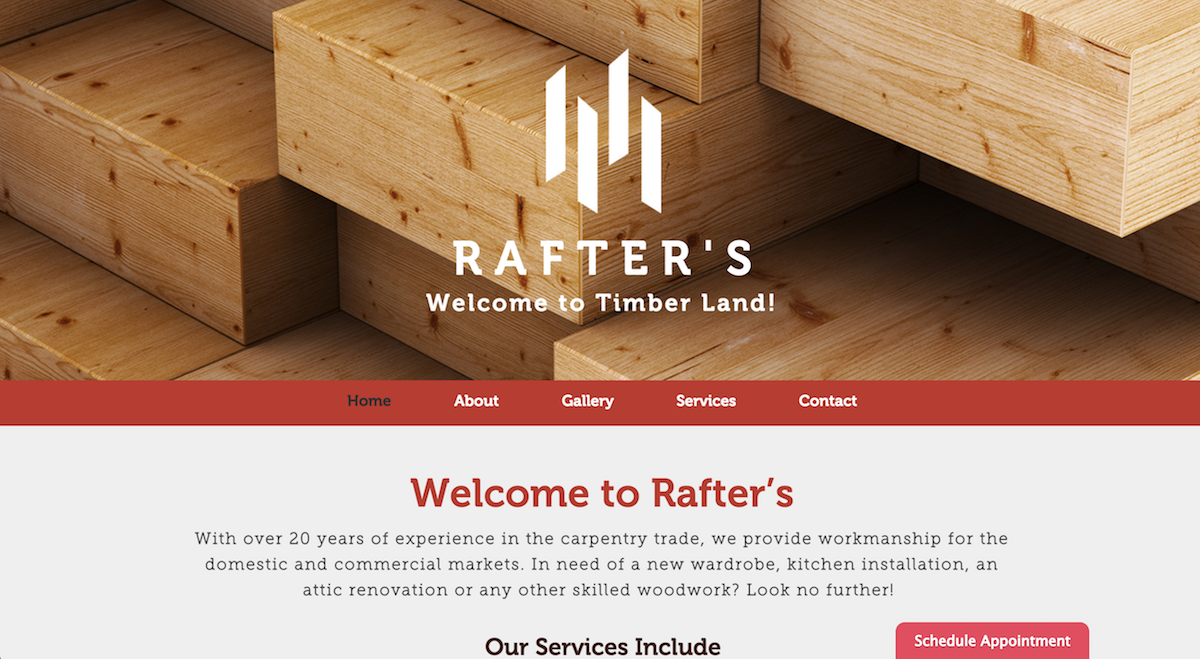 RAFTER'S
Welcome to Timber Land!
Home About Gallery Services Contact
Welcome to Rafter’s
With over 20 years of experience in the carpentry trade, we provide workmanship for the
domestic and commercial markets. In need of a new wardrobe, kitchen installation, an
attic renovation or any other skilled woodwork? Look no further!
Our Services Include
Schedule Appointment